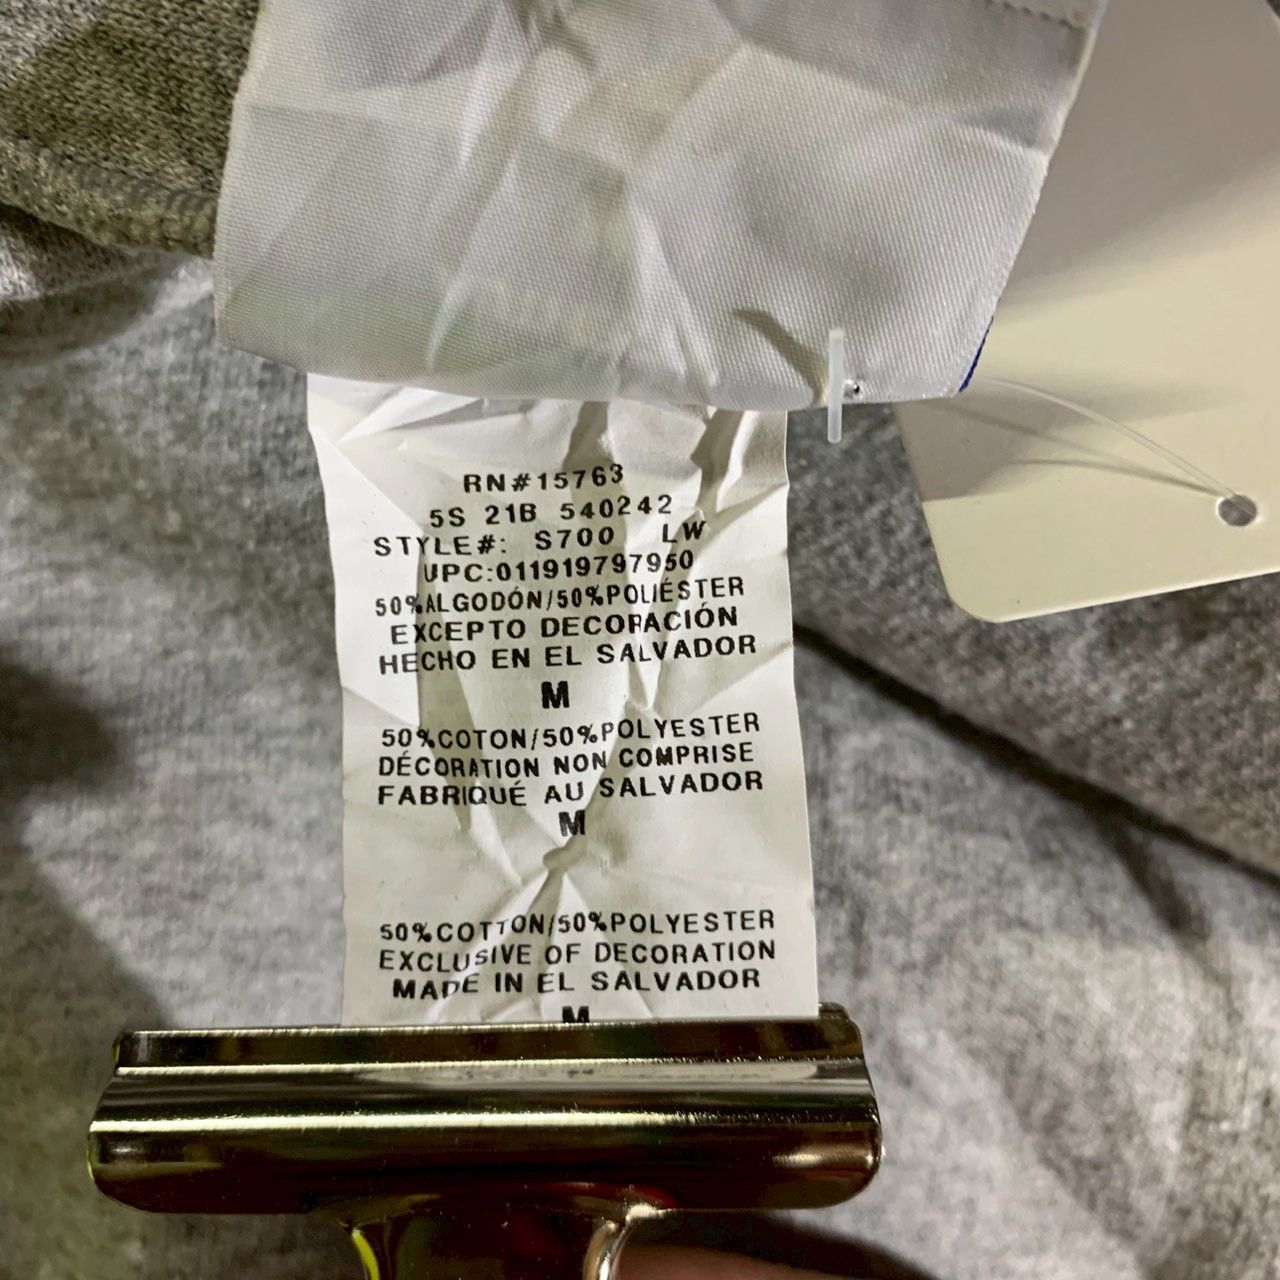 RN#15763
5S 21B 540242
STYLE#: S700 LW
UPC:011919797950
50%ALGODÓN/50%POLIÉSTER
EXCEPTO DECORACIÓN
HECHO EN EL SALVADOR
M
50%COTON/50%POLYESTER
DÉCORATION NON COMPRISE
FABRIQUÉ AU SALVADOR
M
50%COTTON/50%POLYESTER
EXCLUSIVE OF DECORATION
MADE IN EL SALVADOR
M